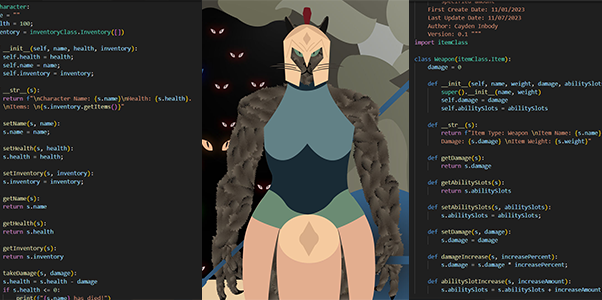 haracter:
e = ""
lth = 100;
entory = inventoryClass.Inventory([])
__init__(self, name, health, inventory):
self.health = health;
self.name = name;
self.inventory = inventory;
__str__(s):
return f"\nCharacter Name: {s.name}\nHealth: {s.health}.
\nItems: \n{s.inventory.getItems()}"
setName(s, name):
s.name = name;
setHealth(s, health):
s.health = health;
setInventory(s, inventory):
s.inventory = inventory;
getName(s):
return s.name
getHealth(s):
return s.health
getInventory(s):
return s.inventory
takeDamage(s, damage):
s.health = s.health - damage
if s.health <= 0:
print(f"{s.name} has died!")
First Create Date: 11/01/2023
Last Update Date: 11/07/2023
Author: Cayden Inbody
Version: 0.1 """
import itemClass
class Weapon(itemClass.Item):
damage = 0
def __init__(self, name, weight, damage, abilitySlot
super().__init__(name, weight)
self.damage = damage
self.abilitySlots = abilitySlots
def __str__(s):
return f"Item Type: Weapon \nItem Name: {s.name}
Damage: {s.damage} \nItem Weight: {s.weight}"
def getDamage(s):
return s.damage
def getAbilitySLots(s):
return s.abilitySlots
def setAbilitySlots(s, abilitySlots):
s.abilitySlots = abilitySlots;
def setDamage(s, damage):
s.damage = damage
def damageIncrease(s, increasePercent):
s.damage = s.damage * increasePercent;
def abilitySlotIncrease(s, increaseAmount):
s.abilitySlots = s.abilitySlots + increaseAmount